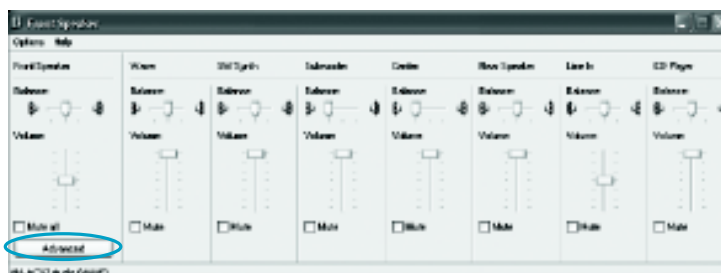 Front Speaker
Options Help
Front Speaker Wave SW Synth Subwoofer Center Rear Speaker Line In CD Player
Balance Balance Balance Balance Balance Balance Balance Balance
Volume Volume Volume Volume Volume Volume Volume Volume
Mute all Mute Mute Mute Mute Mute Mute Mute
Advanced